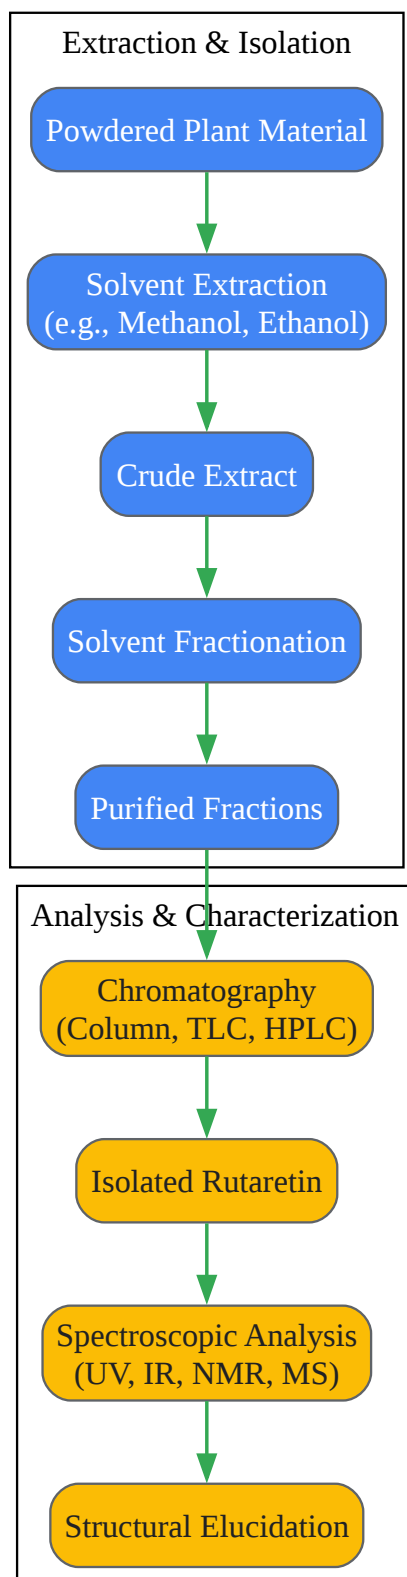 Extraction & Isolation
Powdered Plant Material
Solvent Extraction
(e.g., Methanol, Ethanol)
Crude Extract
Solvent Fractionation
Purified Fractions
Analysis & Characterization
Chromatography
(Column, TLC, HPLC)
Isolated Rutaretin
Spectroscopic Analysis
(UV, IR, NMR, MS)
Structural Elucidation